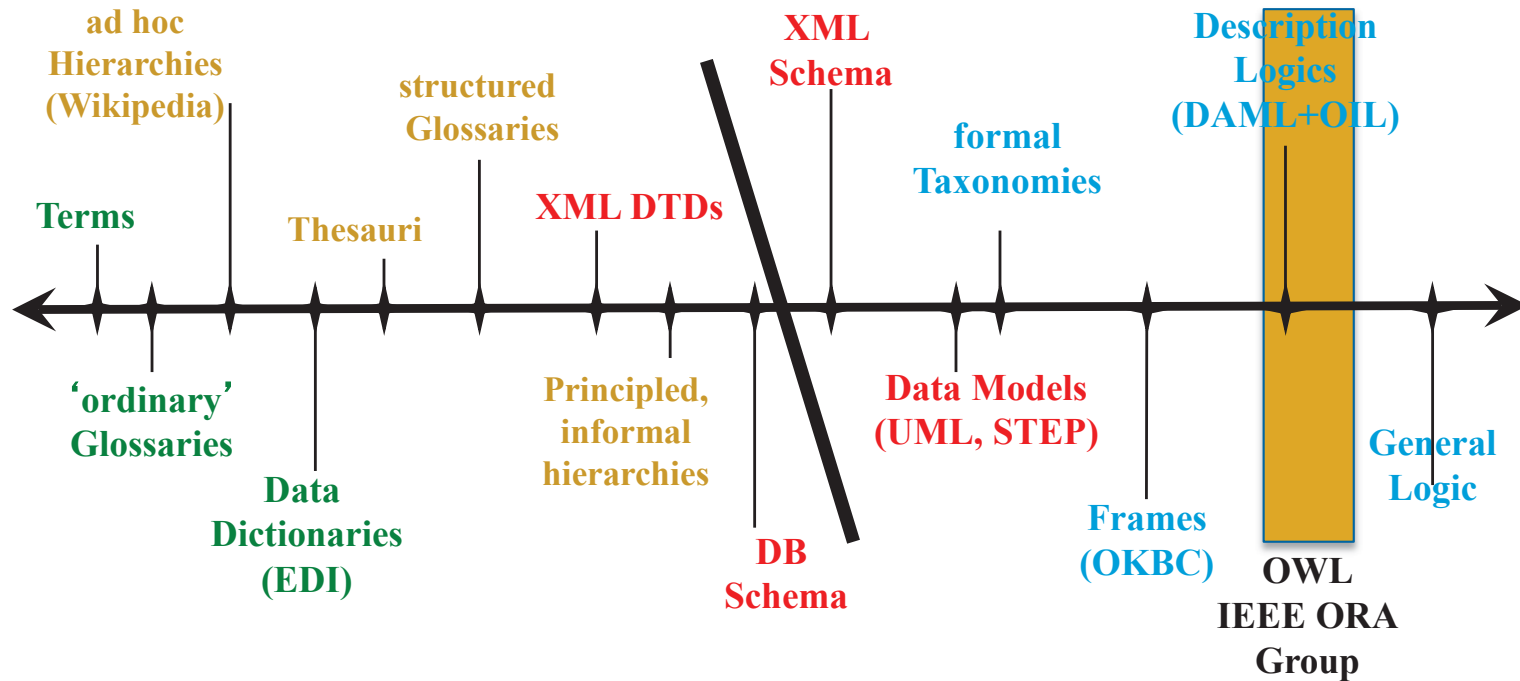 ad hoc
Hierarchies
(Wikipedia)
structured
Glossaries
XML
Schema
Description
Logics
(DAML+OIL)
formal
Taxonomies
Terms
Thesauri
XML DTDs
‘ordinary’
Glossaries
Data
Dictionaries
(EDI)
Principled,
informal
hierarchies
DB
Schema
Data Models
(UML, STEP)
Frames
(OKBC)
General
Logic
OWL
IEEE ORA
Group